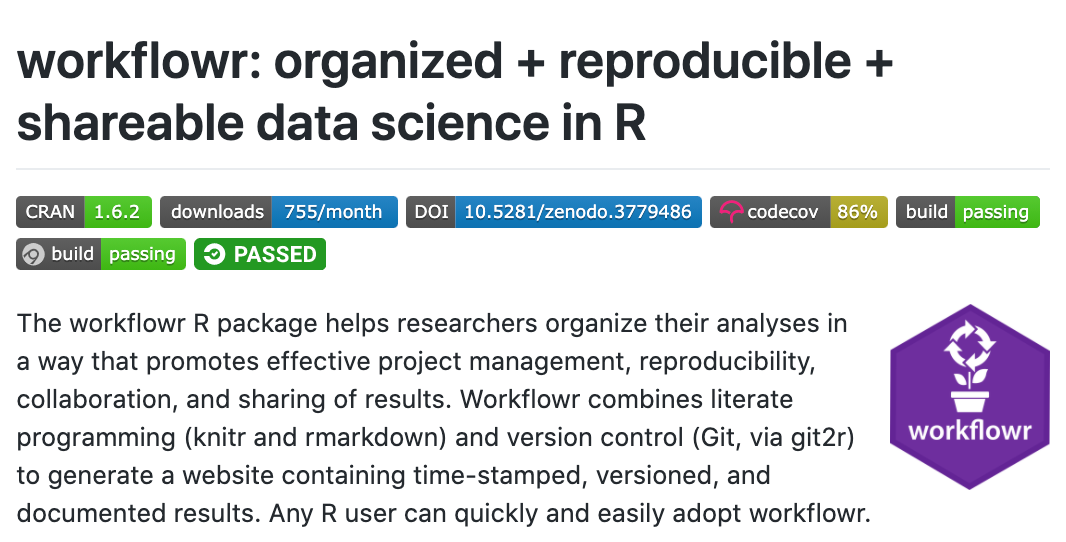 workflowr: organized + reproducible +
shareable data science in R
CRAN 1.6.2 downloads 755/month DOI 10.5281/zenodo.3779486 codecov 86% build passing
build passing PASSED
The workflowr R package helps researchers organize their analyses in
a way that promotes effective project management, reproducibility,
collaboration, and sharing of results. Workflowr combines literate
programming (knitr and rmarkdown) and version control (Git, via git2r)
to generate a website containing time-stamped, versioned, and
documented results. Any R user can quickly and easily adopt workflowr.
workflowr